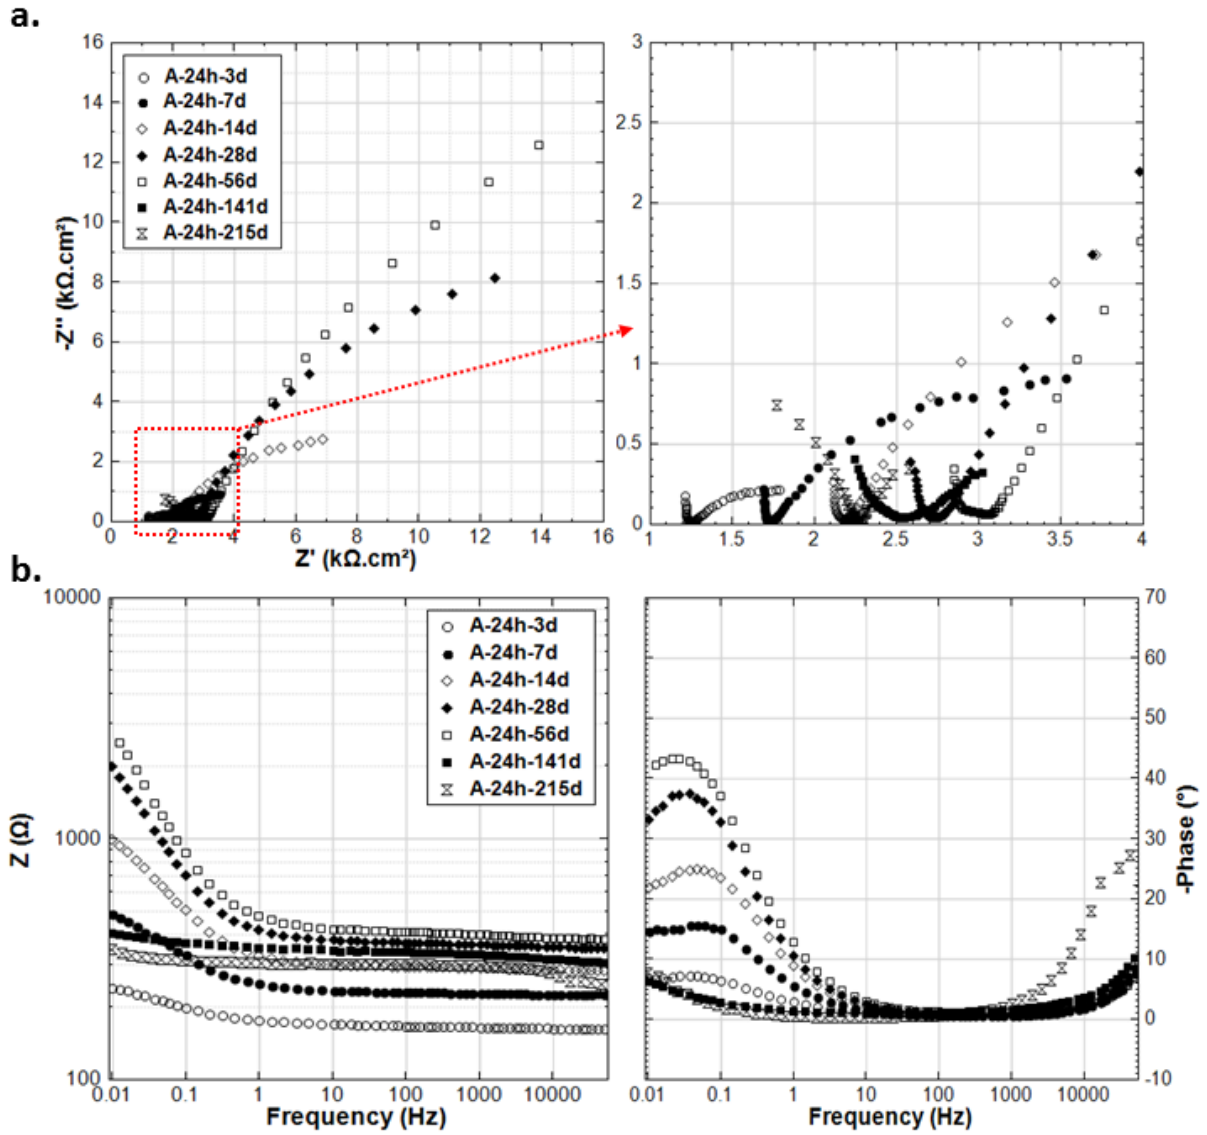 a.
16
14
12
10
8
6
4
2
0
A-24h-3d
A-24h-7d
A-24h-14d
A-24h-28d
A-24h-56d
A-24h-141d
A-24h-215d
-Z'' (kΩ.cm²)
0 2 4 6 8 10 12 14 16
Z' (kΩ.cm²)
3
2.5
2
1.5
1
0.5
0
1 1.5 2 2.5 3 3.5 4
b.
10000
1000
100
Z (Ω)
A-24h-3d
A-24h-7d
A-24h-14d
A-24h-28d
A-24h-56d
A-24h-141d
A-24h-215d
0.01 0.1 1 10 100 1000 10000
Frequency (Hz)
70
60
50
40
30
20
10
0
-10
-Phase (°)
0.01 0.1 1 10 100 1000 10000
Frequency (Hz)